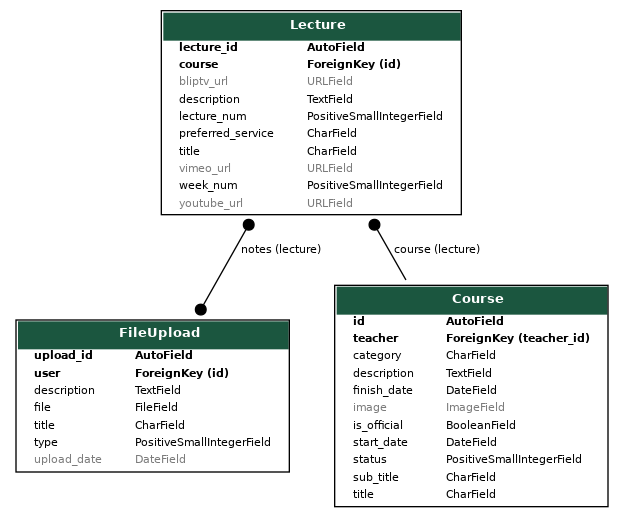 Lecture
lecture_id AutoField
course ForeignKey (id)
bliptv_url URLField
description TextField
lecture_num PositiveSmallIntegerField
preferred_service CharField
title CharField
vimeo_url URLField
week_num PositiveSmallIntegerField
youtube_url URLField
notes (lecture) course (lecture)
Course
id AutoField
teacher ForeignKey (teacher_id)
category CharField
description TextField
finish_date DateField
image ImageField
is_official BooleanField
start_date DateField
status PositiveSmallIntegerField
sub_title CharField
title CharField
FileUpload
upload_id AutoField
user ForeignKey (id)
description TextField
file FileField
title CharField
type PositiveSmallIntegerField
upload_date DateField